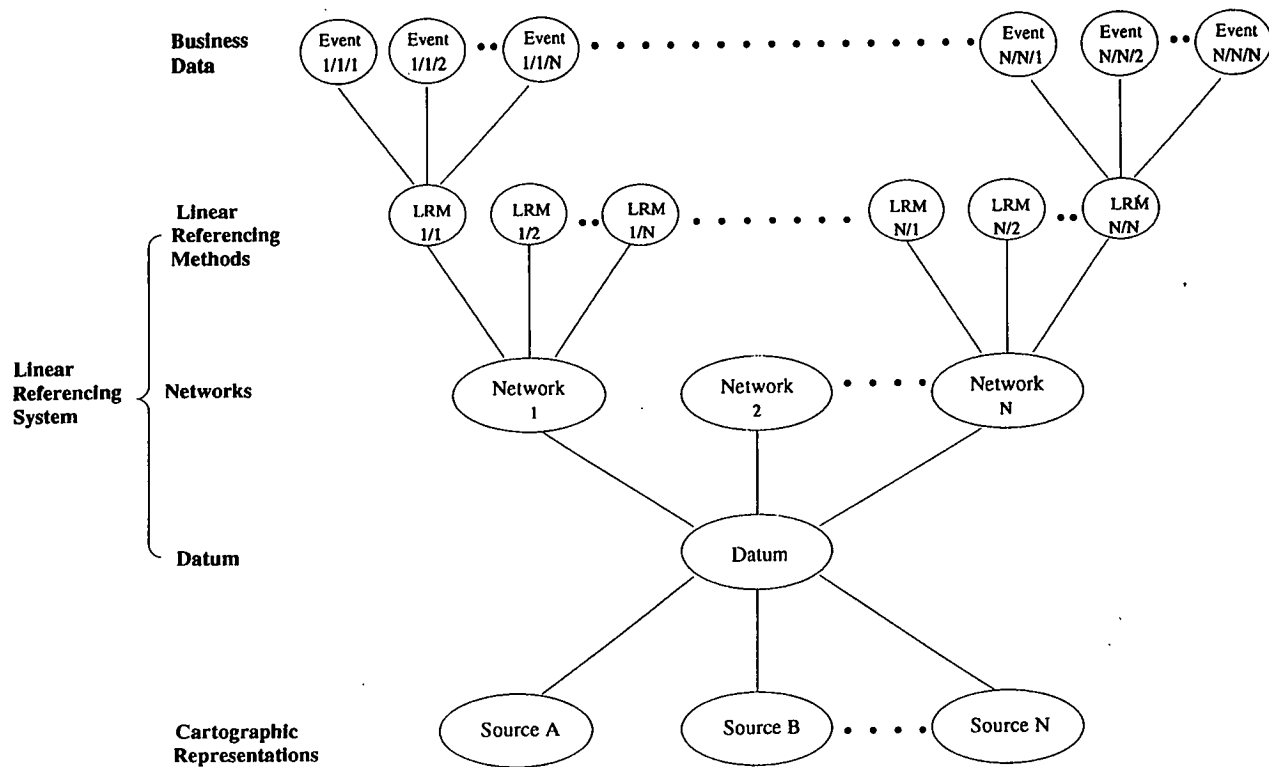 Business
Data
Event
1/1/1
Event
1/1/2
Event
1/1/N
Event
N/N/1
Event
N/N/2
Event
N/N/N
Linear
Referencing
Methods
LRM
1/1
LRM
1/2
LRM
1/N
LRM
N/1
LRM
N/2
LRM
N/N
Linear
Referencing
System
Networks
Network
1
Network
2
Network
N
Datum
Datum
Cartographic
Representations
Source A
Source B
Source N